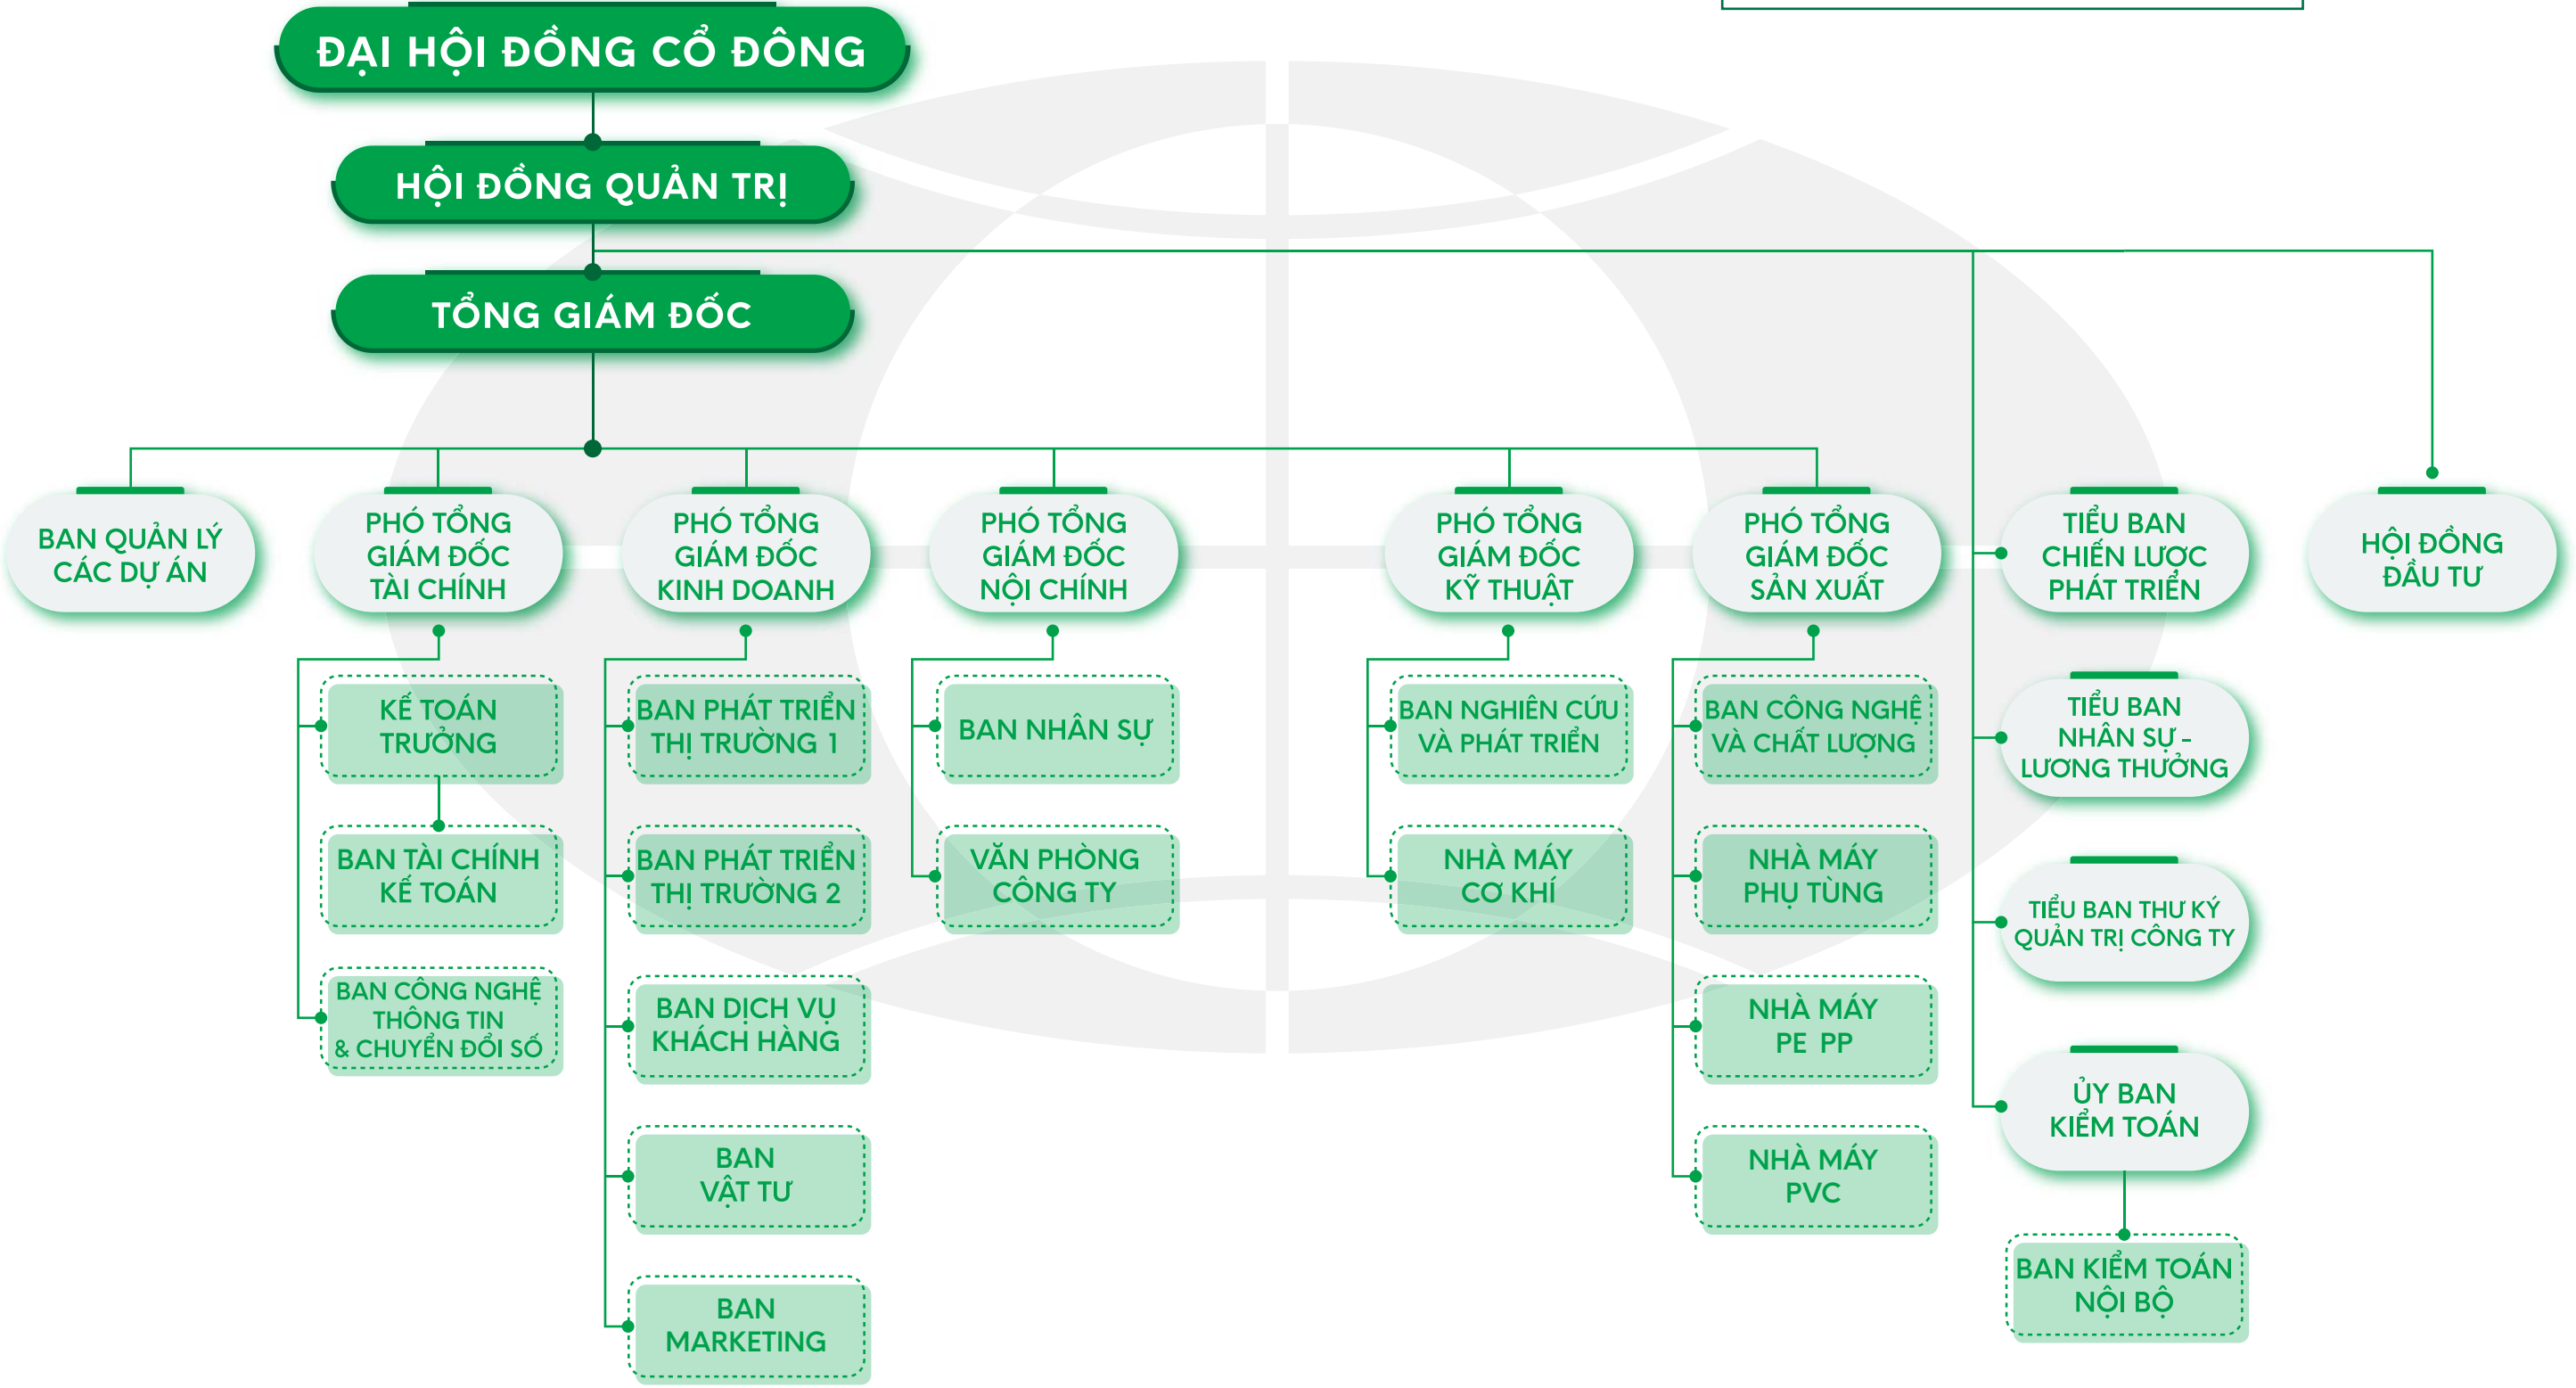 ĐẠI HỘI ĐỒNG CỔ ĐÔNG
HỘI ĐỒNG QUẢN TRỊ
TỔNG GIÁM ĐỐC
BAN QUẢN LÝ
CÁC DỰ ÁN
PHÓ TỔNG
GIÁM ĐỐC
TÀI CHÍNH
PHÓ TỔNG
GIÁM ĐỐC
KINH DOANH
PHÓ TỔNG
GIÁM ĐỐC
NỘI CHÍNH
PHÓ TỔNG
GIÁM ĐỐC
KỸ THUẬT
PHÓ TỔNG
GIÁM ĐỐC
SẢN XUẤT
TIỂU BAN
CHIẾN LƯỢC
PHÁT TRIỂN
HỘI ĐỒNG
ĐẦU TƯ
KẾ TOÁN
TRƯỞNG
BAN TÀI CHÍNH
KẾ TOÁN
BAN CÔNG NGHỆ
THÔNG TIN
& CHUYỂN ĐỔI SỐ
BAN PHÁT TRIỂN
THỊ TRƯỜNG 1
BAN PHÁT TRIỂN
THỊ TRƯỜNG 2
BAN DỊCH VỤ
KHÁCH HÀNG
BAN
VẬT TƯ
BAN
MARKETING
BAN NHÂN SỰ
VĂN PHÒNG
CÔNG TY
BAN NGHIÊN CỨU
VÀ PHÁT TRIỂN
NHÀ MÁY
CƠ KHÍ
BAN CÔNG NGHỆ
VÀ CHẤT LƯỢNG
NHÀ MÁY
PHỤ TÙNG
NHÀ MÁY
PE PP
NHÀ MÁY
PVC
TIỂU BAN
NHÂN SỰ -
LƯƠNG THƯỞNG
TIỂU BAN THƯ KÝ
QUẢN TRỊ CÔNG TY
ỦY BAN
KIỂM TOÁN
BAN KIỂM TOÁN
NỘI BỘ